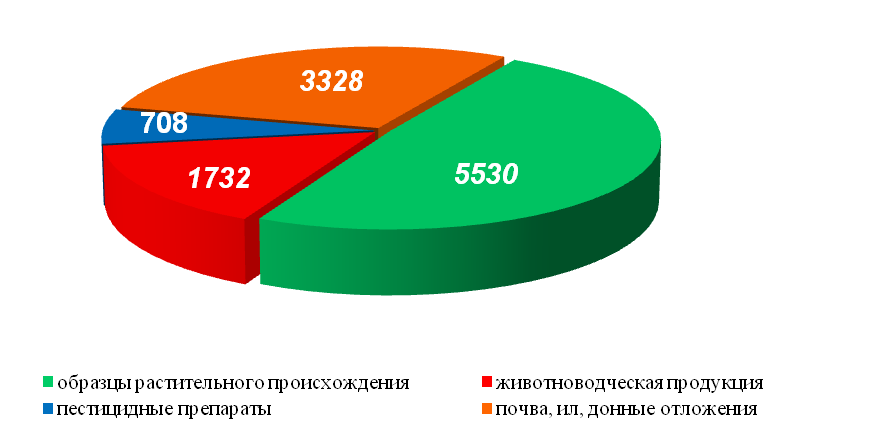 3328
708
1732
5530
образцы растительного происхождения
животноводческая продукция
пестицидные препараты
почва, ил, донные отложения